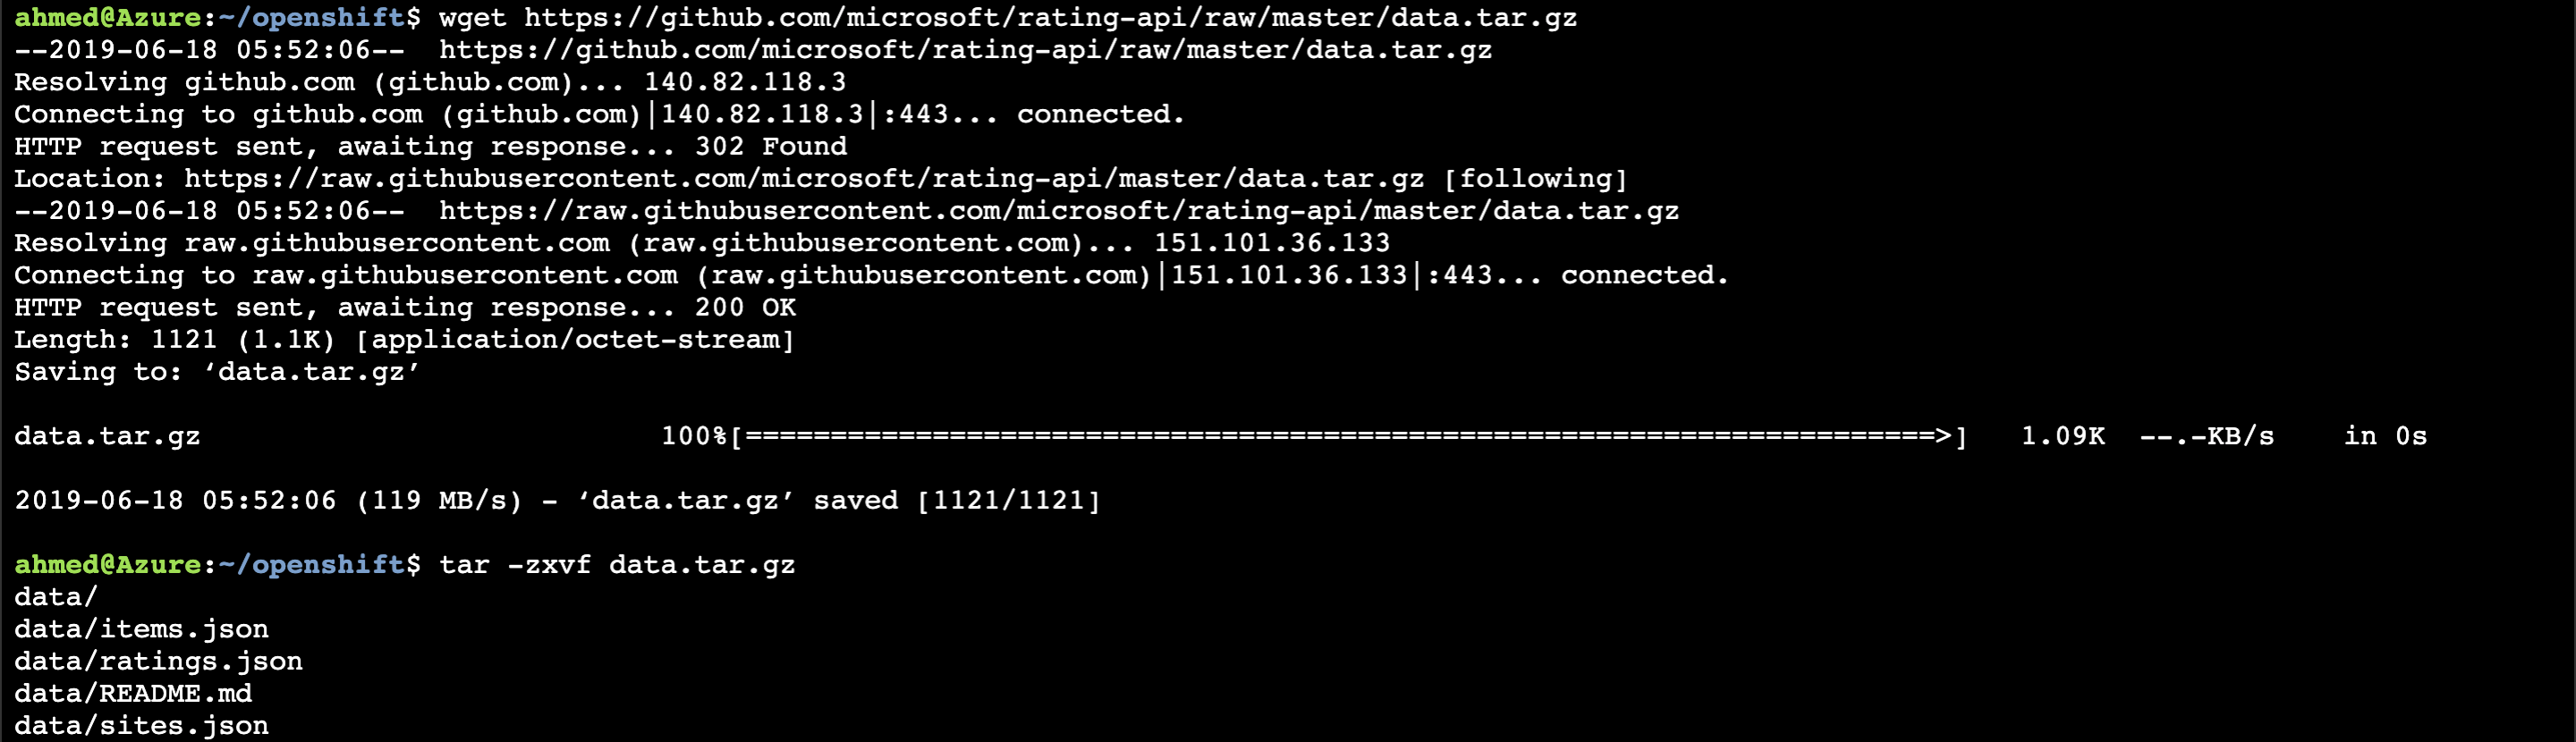 ahmed@Azure:~/openshift$ wget https://github.com/microsoft/rating-api/raw/master/data.tar.gz
--2019-06-18 05:52:06--  https://github.com/microsoft/rating-api/raw/master/data.tar.gz
Resolving github.com (github.com)... 140.82.118.3
Connecting to github.com (github.com)|140.82.118.3|:443... connected.
HTTP request sent, awaiting response... 302 Found
Location: https://raw.githubusercontent.com/microsoft/rating-api/master/data.tar.gz [following]
--2019-06-18 05:52:06--  https://raw.githubusercontent.com/microsoft/rating-api/master/data.tar.gz
Resolving raw.githubusercontent.com (raw.githubusercontent.com)... 151.101.36.133
Connecting to raw.githubusercontent.com (raw.githubusercontent.com)|151.101.36.133|:443... connected.
HTTP request sent, awaiting response... 200 OK
Length: 1121 (1.1K) [application/octet-stream]
Saving to: ‘data.tar.gz’
data.tar.gz                           100%[======================================================================>]   1.09K  --.-KB/s    in 0s
2019-06-18 05:52:06 (119 MB/s) - ‘data.tar.gz’ saved [1121/1121]
ahmed@Azure:~/openshift$ tar -zxvf data.tar.gz
data/
data/items.json
data/ratings.json
data/README.md
data/sites.json